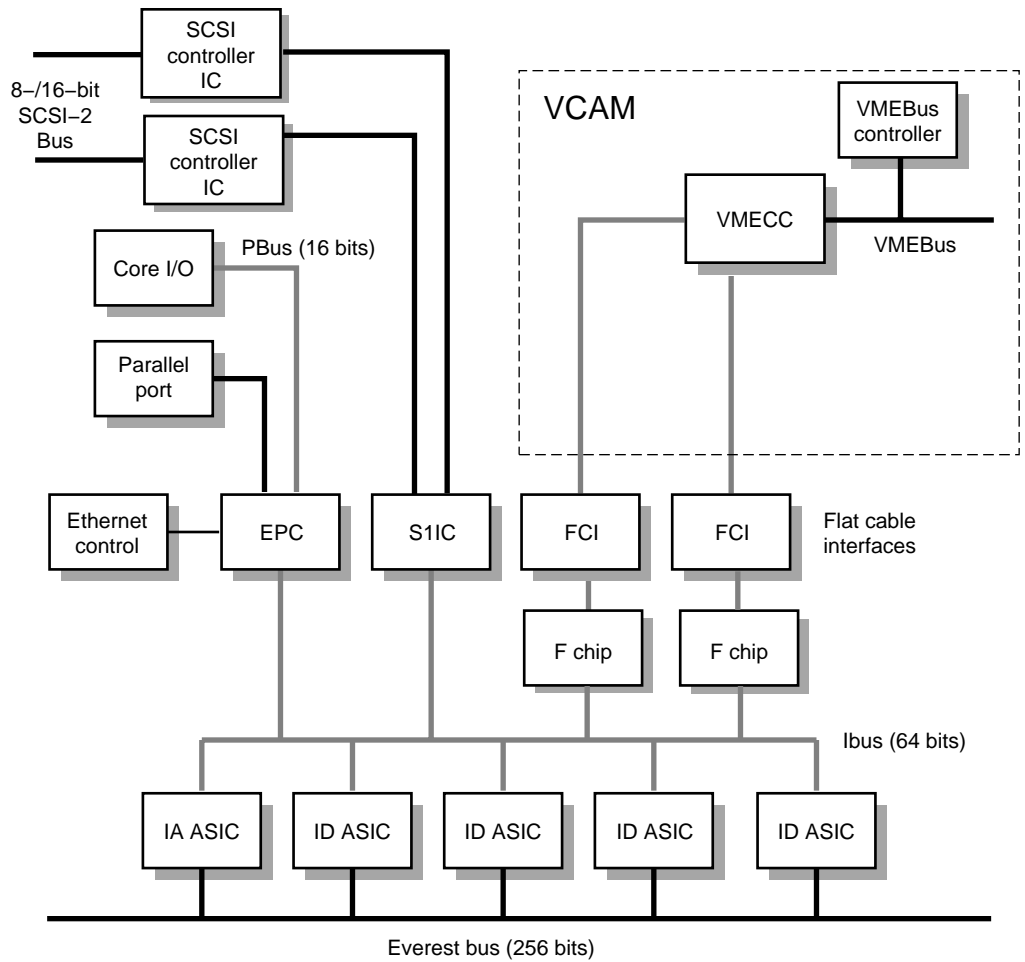 SCSI
controller
IC
8–/16–bit
SCSI–2
Bus
SCSI
controller
IC
VCAM
VMEBus
controller
VMECC
VMEBus
PBus (16 bits)
Core I/O
Parallel
port
Ethernet
control
EPC
S1IC
FCI
FCI
Flat cable
interfaces
F chip
F chip
Ibus (64 bits)
IA ASIC
ID ASIC
ID ASIC
ID ASIC
ID ASIC
Everest bus (256 bits)